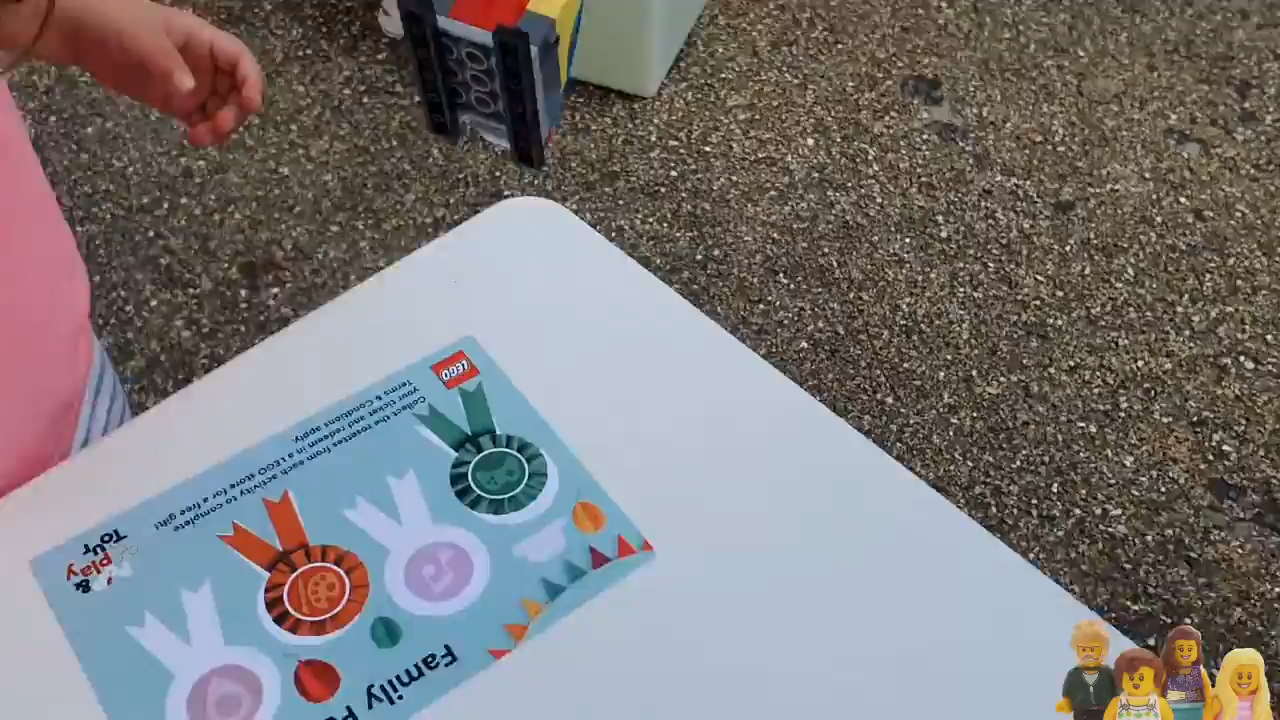 Family
LEGO
Collect the rosettes from each activity to complete
your ticket and redeem in a LEGO store for a free gift!
Terms & Conditions apply.
play
&
ToUr